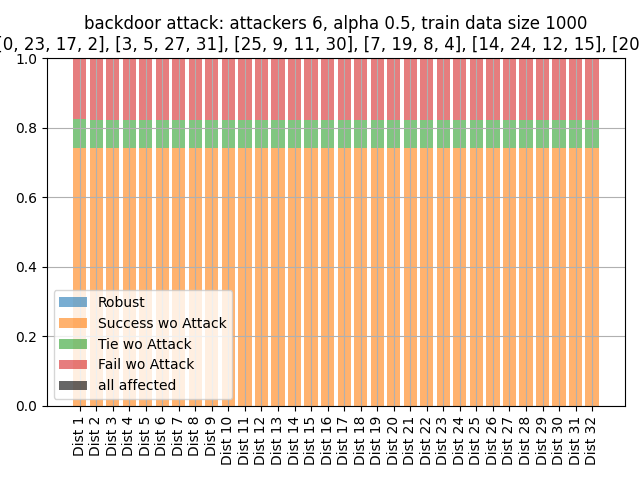 backdoor attack: attackers 6, alpha 0.5, train data size 1000
[0, 23, 17, 2], [3, 5, 27, 31], [25, 9, 11, 30], [7, 19, 8, 4], [14, 24, 12, 15], [20
1.0
0.8
0.6
0.4
0.2
0.0
Robust
Success wo Attack
Tie wo Attack
Fail wo Attack
all affected
Dist 1
Dist 2
Dist 3
Dist 4
Dist 5
Dist 6
Dist 7
Dist 8
Dist 9
Dist 10
Dist 11
Dist 12
Dist 13
Dist 14
Dist 15
Dist 16
Dist 17
Dist 18
Dist 19
Dist 20
Dist 21
Dist 22
Dist 23
Dist 24
Dist 25
Dist 26
Dist 27
Dist 28
Dist 29
Dist 30
Dist 31
Dist 32